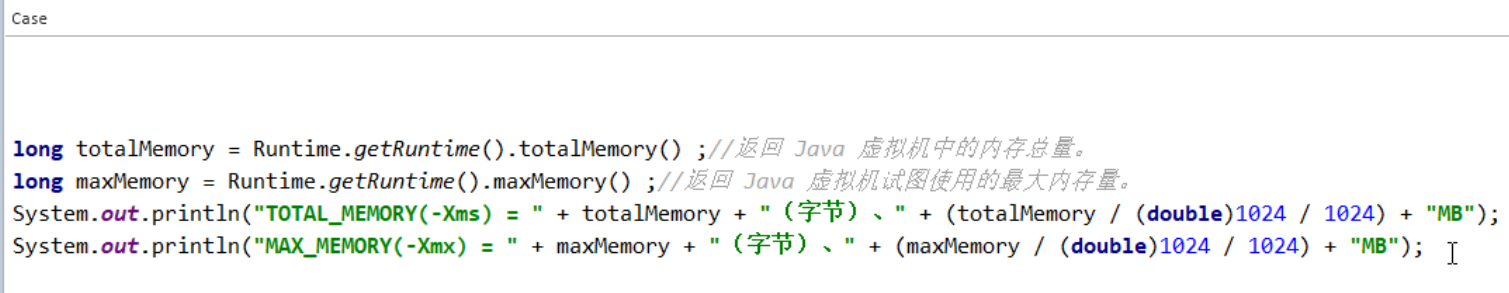 Case
long totalMemory = Runtime.getRuntime().totalMemory() ;//返回 Java 虚拟机中的内存总量。
long maxMemory = Runtime.getRuntime().maxMemory() ;//返回 Java 虚拟机试图使用的最大内存量。
System.out.println("TOTAL_MEMORY(-Xms) = " + totalMemory + "（字节）、" + (totalMemory / (double)1024 / 1024) + "MB");
System.out.println("MAX_MEMORY(-Xmx) = " + maxMemory + "（字节）、" + (maxMemory / (double)1024 / 1024) + "MB");